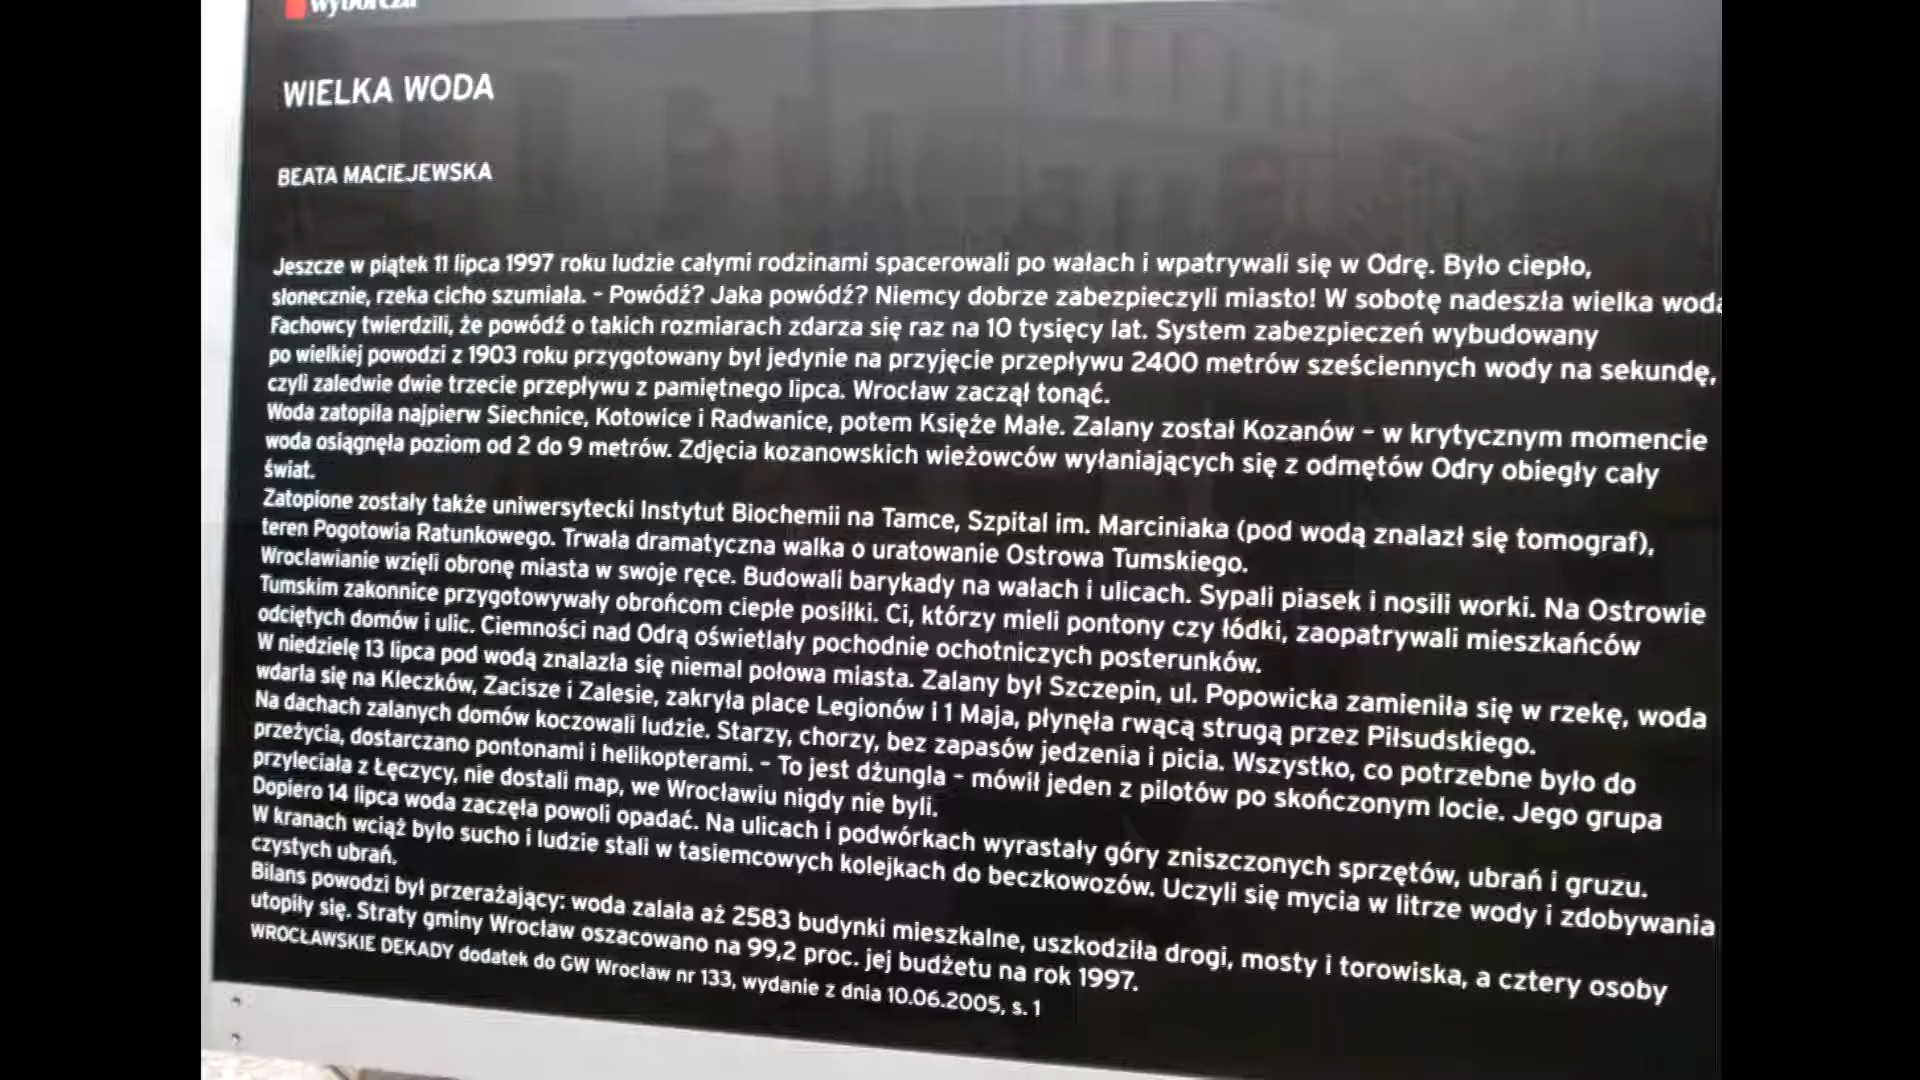 wyborcza
WIELKA WODA
BEATA MACIEJEWSKA
Jeszcze w piątek 11 lipca 1997 roku ludzie całymi rodzinami spacerowali po wałach i wpatrywali się w Odrę. Było ciepło,
słonecznie, rzeka cicho szumiała. - Powódź? Jaka powódź? Niemcy dobrze zabezpieczyli miasto! W sobotę nadeszła wielka woda
Fachowcy twierdzili, że powódź o takich rozmiarach zdarza się raz na 10 tysięcy lat. System zabezpieczeń wybudowany
po wielkiej powodzi z 1903 roku przygotowany był jedynie na przyjęcie przepływu 2400 metrów sześciennych wody na sekundę,
czyli zaledwie dwie trzecie przepływu z pamiętnego lipca. Wrocław zaczął tonąć.
Woda zatopiła najpierw Siechnice, Kotowice i Radwanice, potem Księże Małe. Zalany został Kozanów - w krytycznym momencie
woda osiągnęła poziom od 2 do 9 metrów. Zdjęcia kozanowskich wieżowców wyłaniających się z odmętów Odry obiegły cały
świat.
Zatopione zostały także uniwersytecki Instytut Biochemii na Tamce, Szpital im. Marciniaka (pod wodą znalazł się tomograf),
teren Pogotowia Ratunkowego. Trwała dramatyczna walka o uratowanie Ostrowa Tumskiego.
Wrocławianie wzięli obronę miasta w swoje ręce. Budowali barykady na wałach i ulicach. Sypali piasek i nosili worki. Na Ostrowie
Tumskim zakonnice przygotowywały obrońcom ciepłe posiłki. Ci, którzy mieli pontony czy łódki, zaopatrywali mieszkańców
odciętych domów i ulic. Ciemności nad Odrą oświetlały pochodnie ochotniczych posterunków.
W niedzielę 13 lipca pod wodą znalazła się niemal połowa miasta. Zalany był Szczepin, ul. Popowicka zamieniła się w rzekę, woda
wdarła się na Kleczków, Zacisze i Zalesie, zakryła place Legionów i 1 Maja, płynęła rwącą strugą przez Piłsudskiego.
Na dachach zalanych domów koczowali ludzie. Starzy, chorzy, bez zapasów jedzenia i picia. Wszystko, co potrzebne było do
przeżycia, dostarczano pontonami i helikopterami. - To jest dżungla - mówił jeden z pilotów po skończonym locie. Jego grupa
przyleciała z Łęczycy, nie dostali map, we Wrocławiu nigdy nie byli.
Dopiero 14 lipca woda zaczęła powoli opadać. Na ulicach i podwórkach wyrastały góry zniszczonych sprzętów, ubrań i gruzu.
W kranach wciąż było sucho i ludzie stali w tasiemcowych kolejkach do beczkowozów. Uczyli się mycia w litrze wody i zdobywania
czystych ubrań.
Bilans powodzi był przerażający: woda zalała aż 2583 budynki mieszkalne, uszkodziła drogi, mosty i torowiska, a cztery osoby
utopiły się. Straty gminy Wrocław oszacowano na 99,2 proc. jej budżetu na rok 1997.
WROCŁAWSKIE DEKADY dodatek do GW Wrocław nr 133, wydanie z dnia 10.06.2005, s. 1